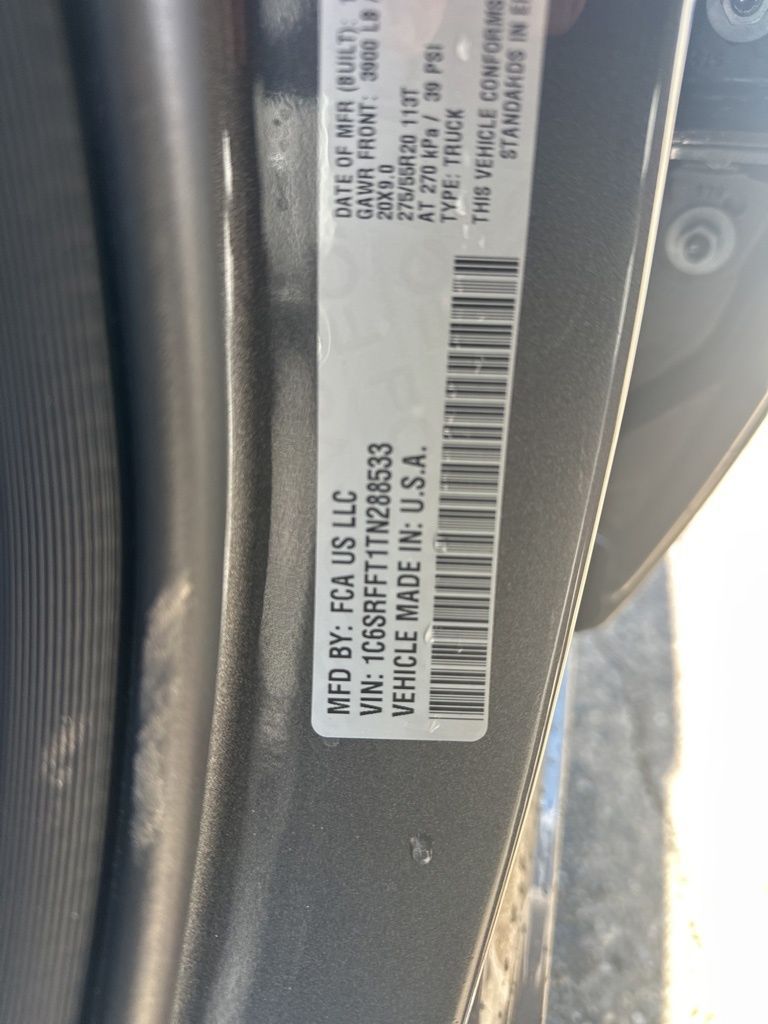 MFD BY: FCA US LLC
VIN: 1C6SRFFT1TN288533
VEHICLE MADE IN: U.S.A.
DATE OF MFR (BUILT):
GAWR FRONT: 3900 LB
20X9.0
275/55R20 113T
AT 270 kPa / 39 PSI
TYPE: TRUCK
THIS VEHICLE CONFORMS
STANDARDS IN